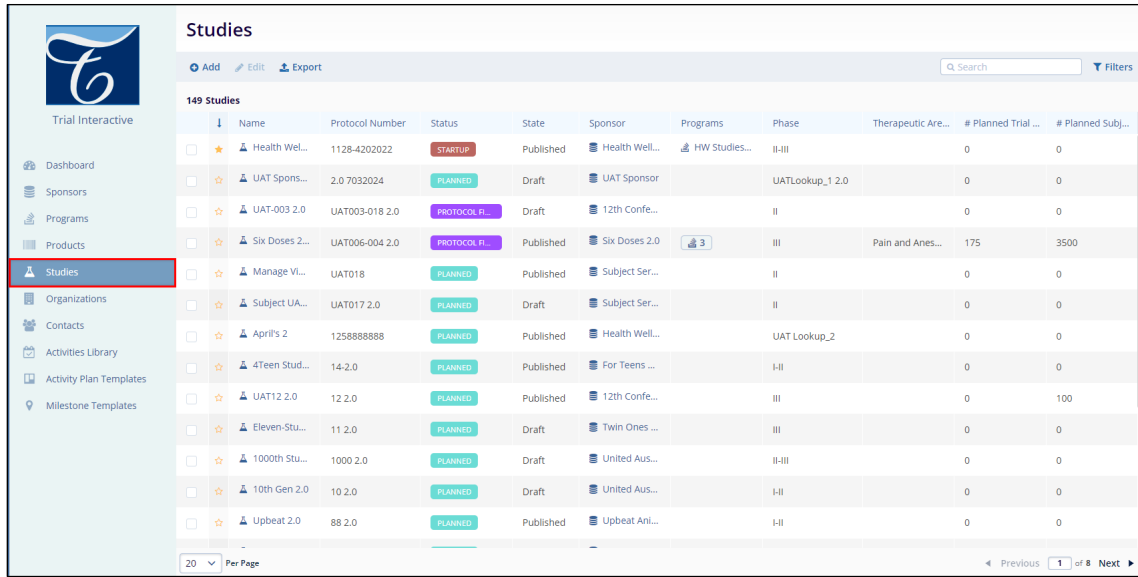 Trial Interactive
Dashboard
Sponsors
Programs
Products
Studies
Organizations
Contacts
Activities Library
Activity Plan Templates
Milestone Templates
Studies
Add Edit Export Search Filters
149 Studies
↓ Name Protocol Number Status State Sponsor Programs Phase Therapeutic Are... # Planned Trial ... # Planned Subj...
Health Wel... 1128-4202022 STARTUP Published Health Well... HW Studies... II-III 0 0
UAT Spons... 2.0 7032024 PLANNED Draft UAT Sponsor UATLookup_1 2.0 0 0
UAT-003 2.0 UAT003-018 2.0 PROTOCOL FI... Draft 12th Confe... II 0 0
Six Doses 2... UAT006-004 2.0 PROTOCOL FI... Published Six Doses 2.0 3 III Pain and Anes... 175 3500
Manage Vi... UAT018 PLANNED Published Subject Ser... II 0 0
Subject UA... UAT017 2.0 PLANNED Draft Subject Ser... II 0 0
April's 2 1258888888 PLANNED Published Health Well... UAT Lookup_2 0 0
4Teen Stud... 14-2.0 PLANNED Published For Teens ... I-II 0 0
UAT12 2.0 12 2.0 PLANNED Published 12th Confe... III 0 100
Eleven-Stu... 11 2.0 PLANNED Draft Twin Ones ... III 0 0
1000th Stu... 1000 2.0 PLANNED Draft United Aus... II-III 0 0
10th Gen 2.0 10 2.0 PLANNED Draft United Aus... I-II 0 0
Upbeat 2.0 88 2.0 PLANNED Published Upbeat Ani... I-II 0 0
20 Per Page Previous 1 of 8 Next